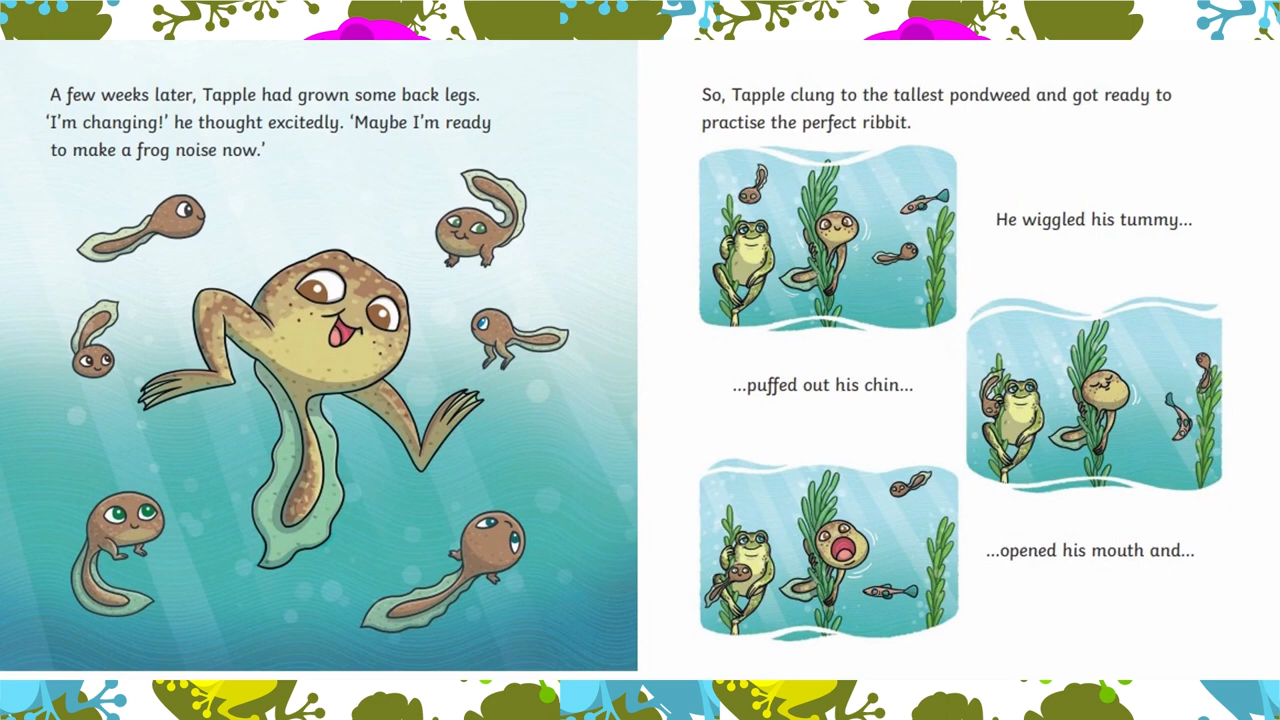 A few weeks later, Tapple had grown some back legs.
‘I’m changing!’ he thought excitedly. ‘Maybe I’m ready
to make a frog noise now.’
So, Tapple clung to the tallest pondweed and got ready to
practise the perfect ribbit.
He wiggled his tummy...
...puffed out his chin...
...opened his mouth and...